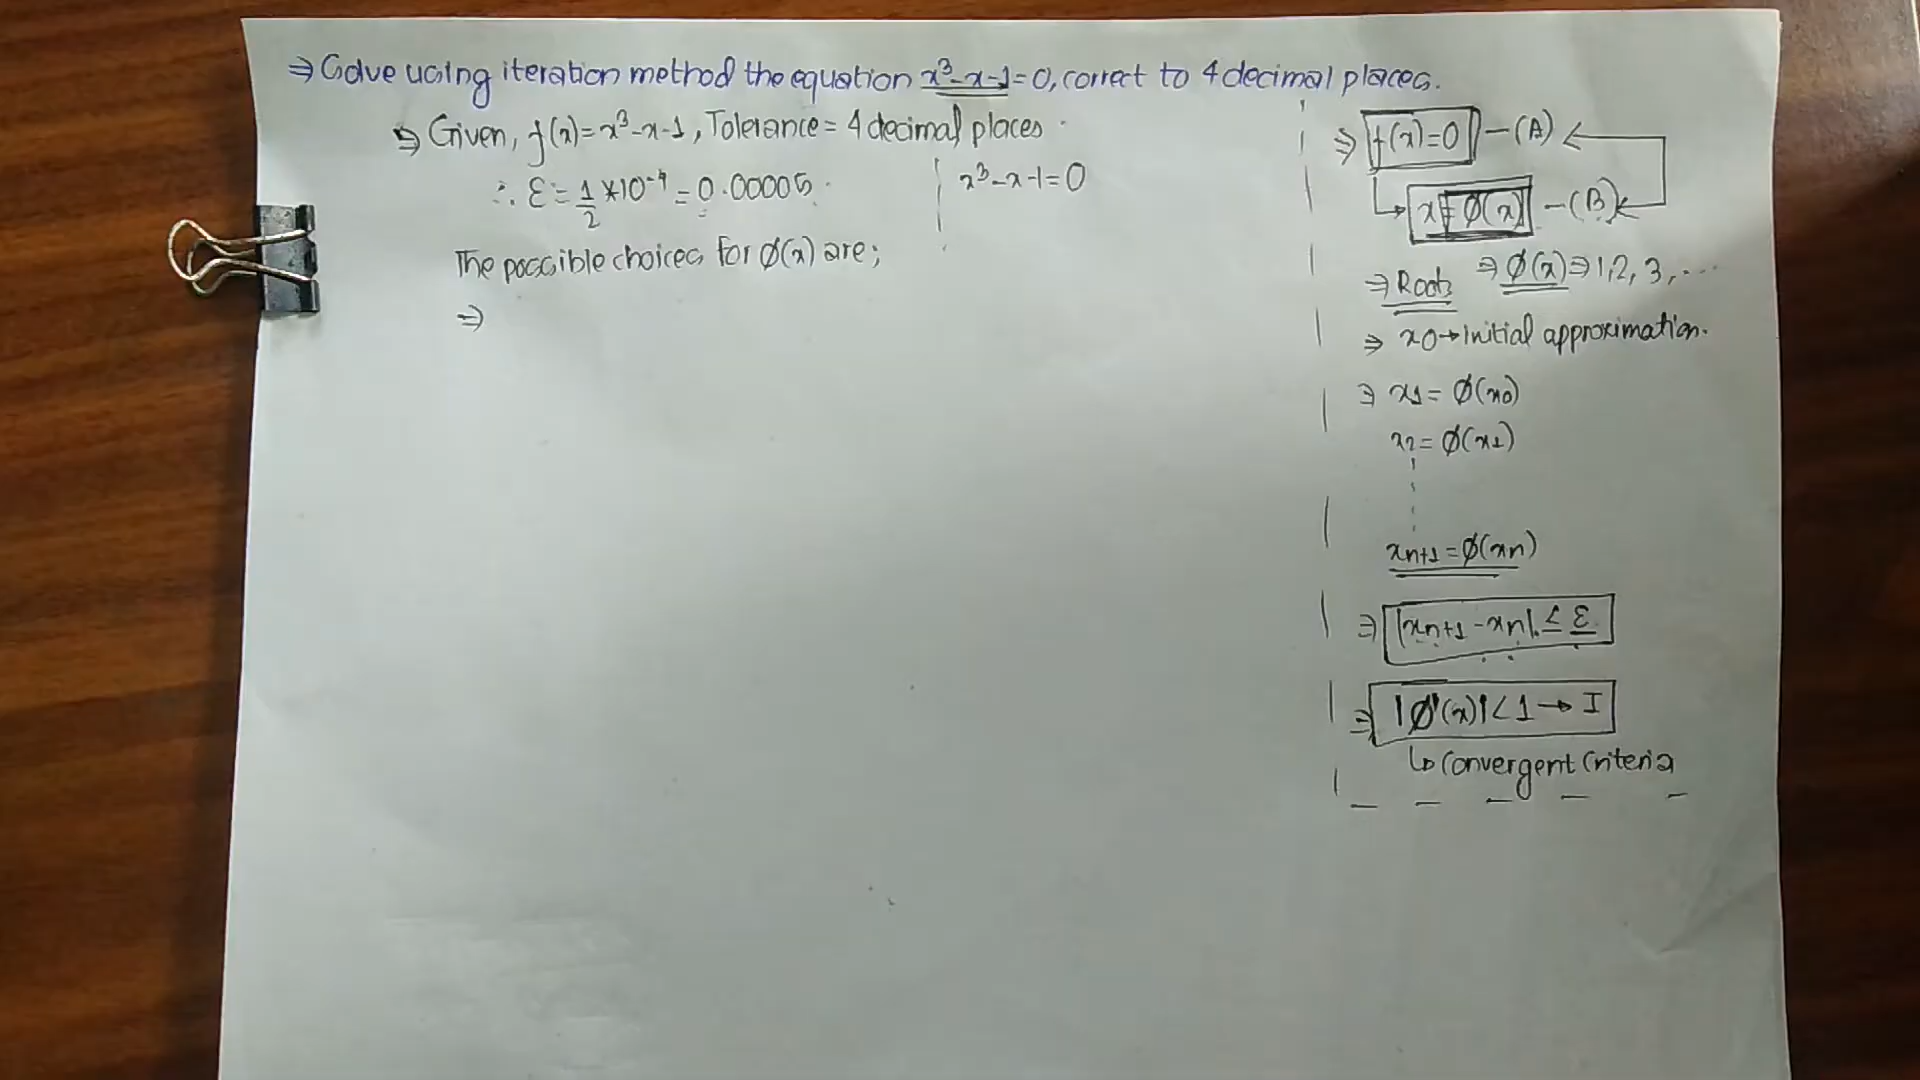 ⇒ Solve using iteration method the equation x³-x-1=0, correct to 4 decimal places.
⇒ Given, f(x)=x³-x-1, Tolerance = 4 decimal places
∴ ε = 1/2 *10⁻⁴ = 0.00005
x³-x-1=0
The possible choices for ø(x) are;
⇒
⇒ f(x)=0 -(A)
x=ø(x) -(B)
⇒ Roots ⇒ ø(x)⇒1,2,3,...
⇒ x0→initial approximation.
⇒ x1 = ø(x0)
x2 = ø(x1)
xn+1 = ø(xn)
⇒ |xn+1 - xn| ≤ ε
⇒ |ø'(x)|<1 → I
↳ Convergent Criteria